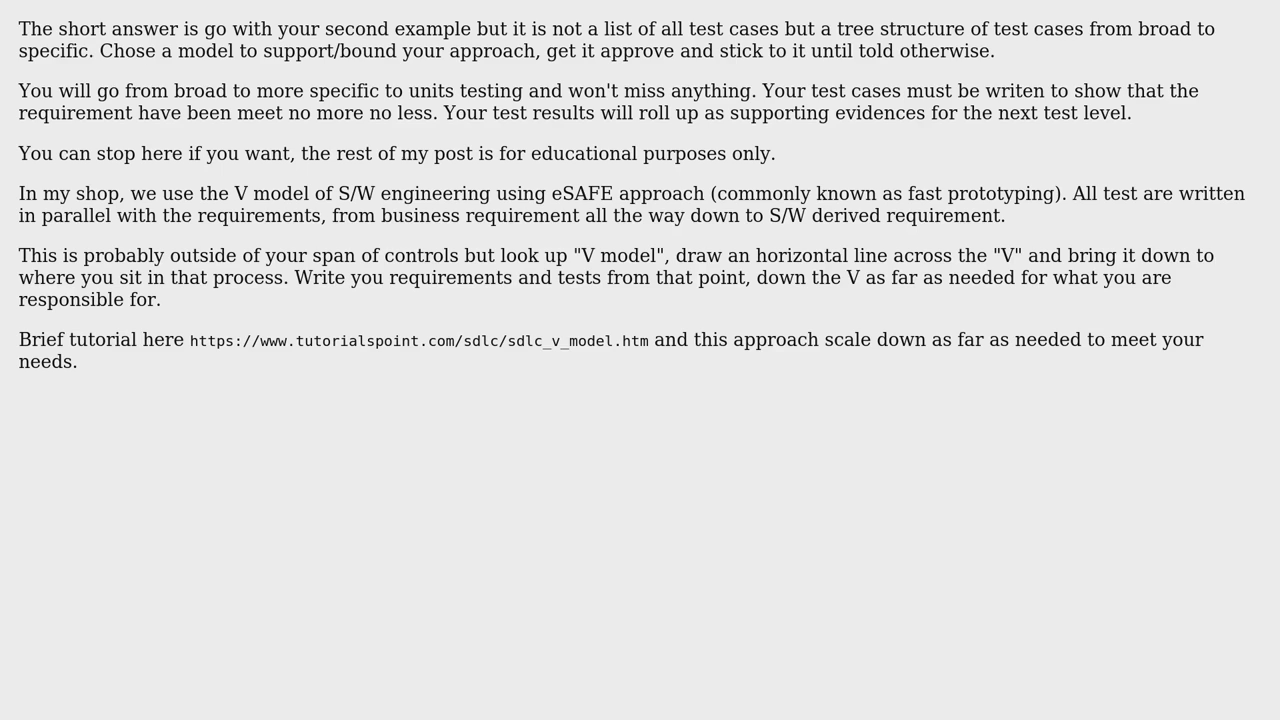 The short answer is go with your second example but it is not a list of all test cases but a tree structure of test cases from broad to
specific. Chose a model to support/bound your approach, get it approve and stick to it until told otherwise.
You will go from broad to more specific to units testing and won't miss anything. Your test cases must be writen to show that the
requirement have been meet no more no less. Your test results will roll up as supporting evidences for the next test level.
You can stop here if you want, the rest of my post is for educational purposes only.
In my shop, we use the V model of S/W engineering using eSAFE approach (commonly known as fast prototyping). All test are written
in parallel with the requirements, from business requirement all the way down to S/W derived requirement.
This is probably outside of your span of controls but look up "V model", draw an horizontal line across the "V" and bring it down to
where you sit in that process. Write you requirements and tests from that point, down the V as far as needed for what you are
responsible for.
Brief tutorial here https://www.tutorialspoint.com/sdlc/sdlc_v_model.htm and this approach scale down as far as needed to meet your
needs.